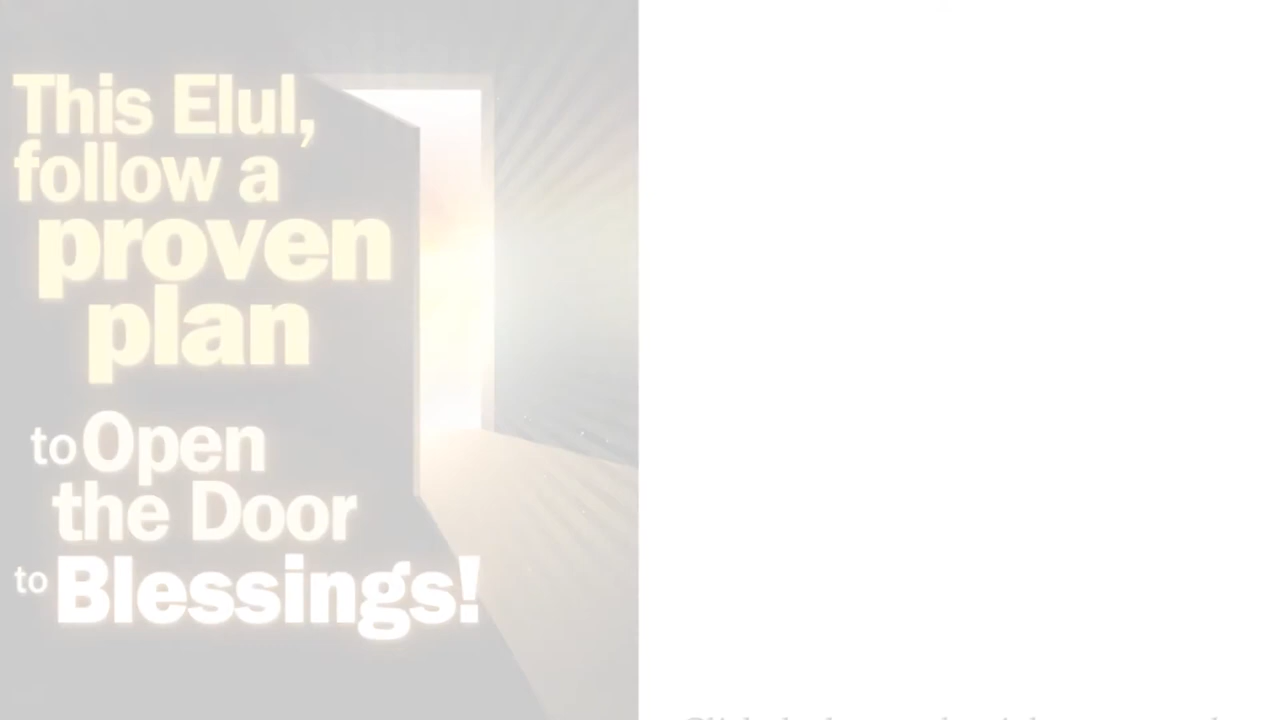 This Elul,
follow a
proven
plan
to Open
the Door
to Blessings!